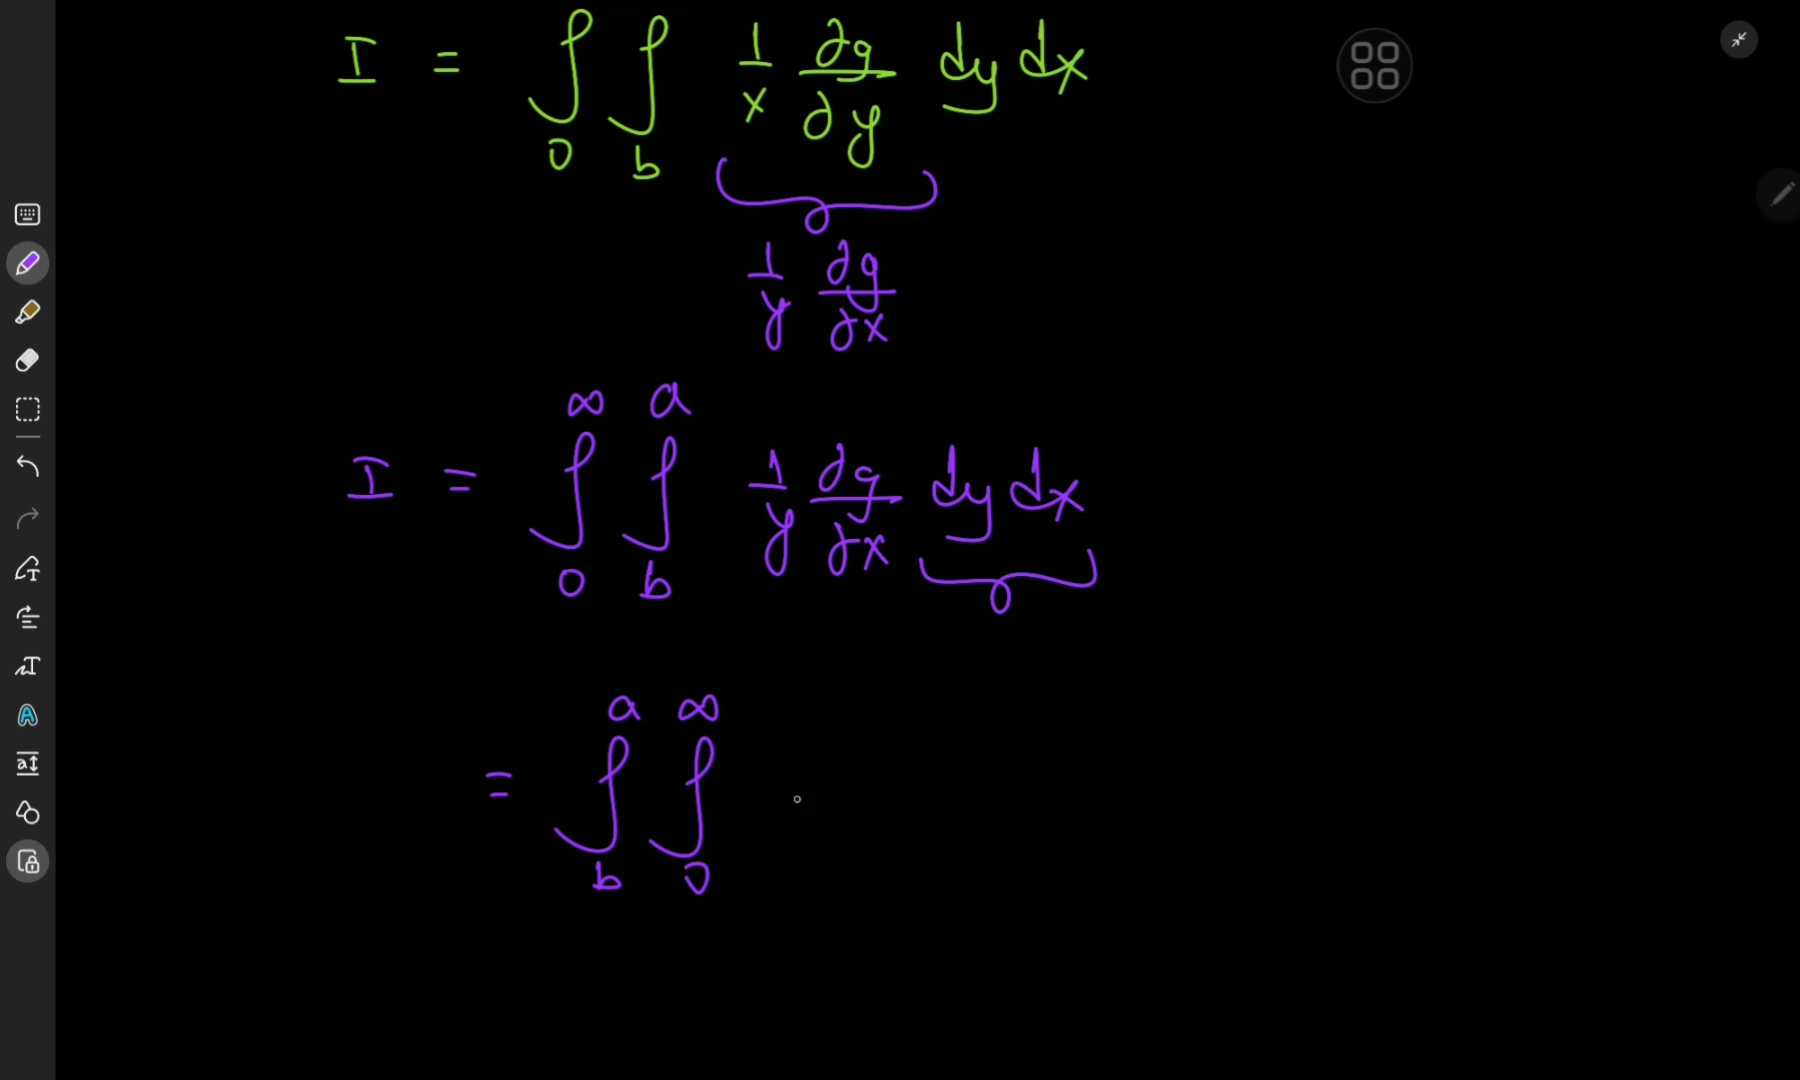 I = ∫₀ ∫_b 1/x ∂g/∂y dy dx
1/y ∂g/∂x
I = ∫₀^∞ ∫_b^a 1/y ∂g/∂x dy dx
= ∫_b^a ∫₀^∞